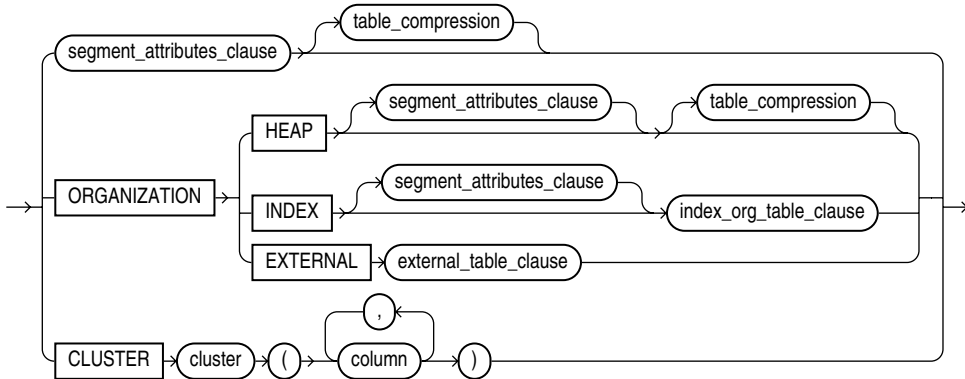 table_compression
segment_attributes_clause
segment_attributes_clause table_compression
HEAP
segment_attributes_clause
ORGANIZATION INDEX index_org_table_clause
EXTERNAL external_table_clause
,
CLUSTER cluster ( column )